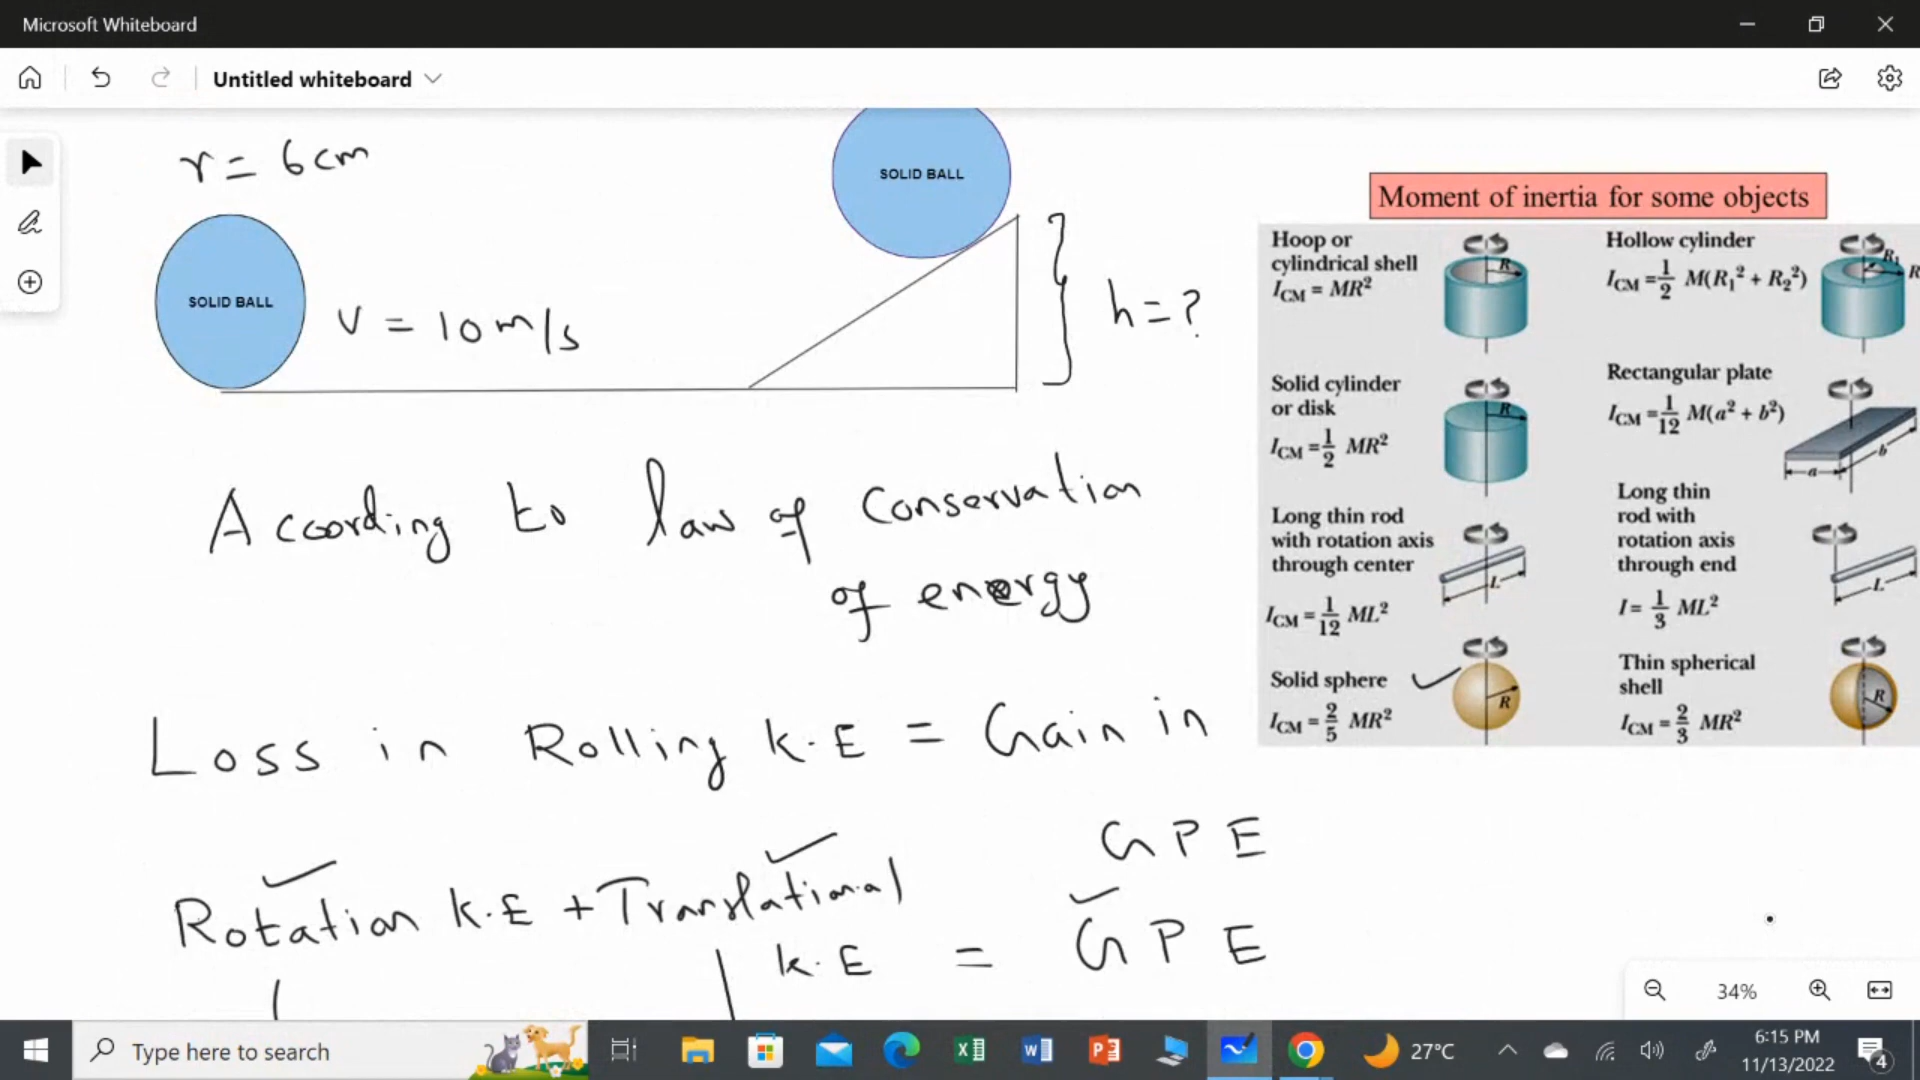 Microsoft Whiteboard
Untitled whiteboard
r = 6cm
SOLID BALL
SOLID BALL
V = 10 m/s
h = ?
Acording to law of conservation
of energy
Loss in Rolling k.E = Gain in
GPE
Rotation k.E + Translational
k.E = GPE
Moment of inertia for some objects
Hoop or
cylindrical shell
I_CM = MR²
R
Hollow cylinder
I_CM = 1/2 M(R₁² + R₂²)
R₁
R
Solid cylinder
or disk
I_CM = 1/2 MR²
R
Rectangular plate
I_CM = 1/12 M(a² + b²)
a
b
Long thin rod
with rotation axis
through center
I_CM = 1/12 ML²
L
Long thin
rod with
rotation axis
through end
I = 1/3 ML²
L
Solid sphere
I_CM = 2/5 MR²
R
Thin spherical
shell
I_CM = 2/3 MR²
R
34%
Type here to search
27°C
6:15 PM
11/13/2022
4